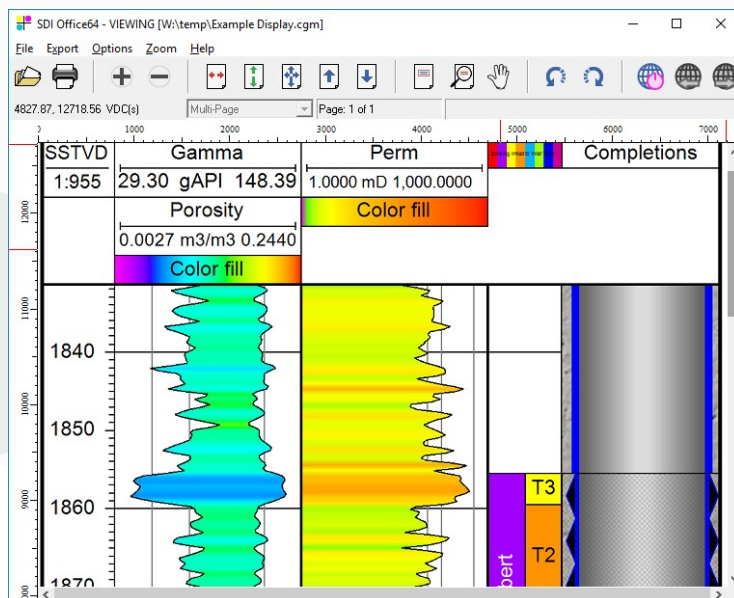 SDI Office64 - VIEWING [W:\temp\Example Display.cgm]
File Export Options Zoom Help
4827.87, 12718.56 VDC(s) Multi-Page Page: 1 of 1
0 1000 2000 3000 4000 5000 6000 7000
SSTVD Gamma Perm Completions
1:955 29.30 gAPI 148.39 1.0000 mD 1,000.0000
Porosity Color fill
0.0027 m3/m3 0.2440
Color fill
12000
11000
10000
9000
1840
1850
1860
1870
T3
T2
bert